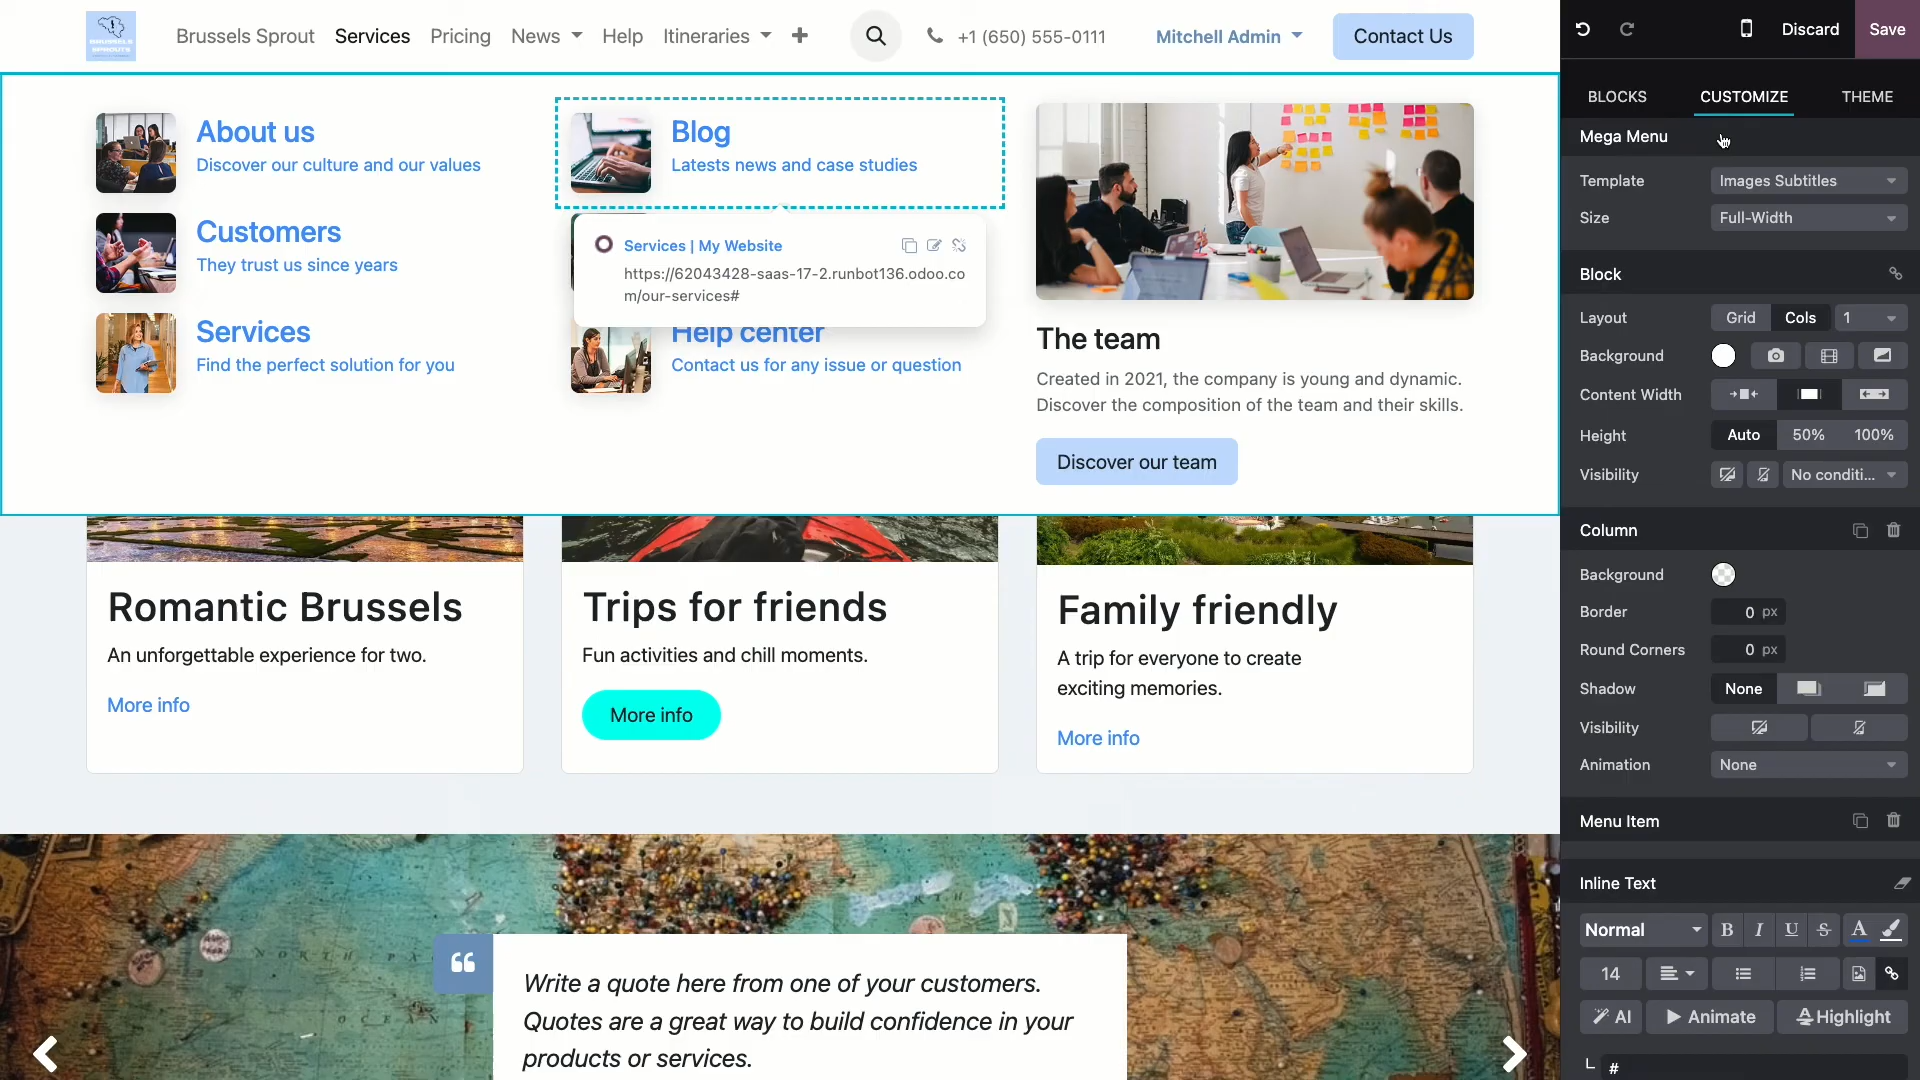 BRUSSELS
SPROUTS
Brussels Sprout Services Pricing News Help Itineraries
+1 (650) 555-0111
Mitchell Admin
Contact Us
Discard
Save
BLOCKS
CUSTOMIZE
THEME
About us
Discover our culture and our values
Customers
They trust us since years
Services
Find the perfect solution for you
Blog
Latests news and case studies
Services | My Website
https://62043428-saas-17-2.runbot136.odoo.co
m/our-services#
Help center
Contact us for any issue or question
The team
Created in 2021, the company is young and dynamic.
Discover the composition of the team and their skills.
Discover our team
Romantic Brussels
An unforgettable experience for two.
More info
Trips for friends
Fun activities and chill moments.
More info
Family friendly
A trip for everyone to create
exciting memories.
More info
Write a quote here from one of your customers.
Quotes are a great way to build confidence in your
products or services.
Mega Menu
Template Images Subtitles
Size Full-Width
Block
Layout Grid Cols 1
Background
Content Width
Height Auto 50% 100%
Visibility No conditi...
Column
Background
Border 0 px
Round Corners 0 px
Shadow None
Visibility
Animation None
Menu Item
Inline Text
Normal B I U S A
14
AI Animate Highlight
#